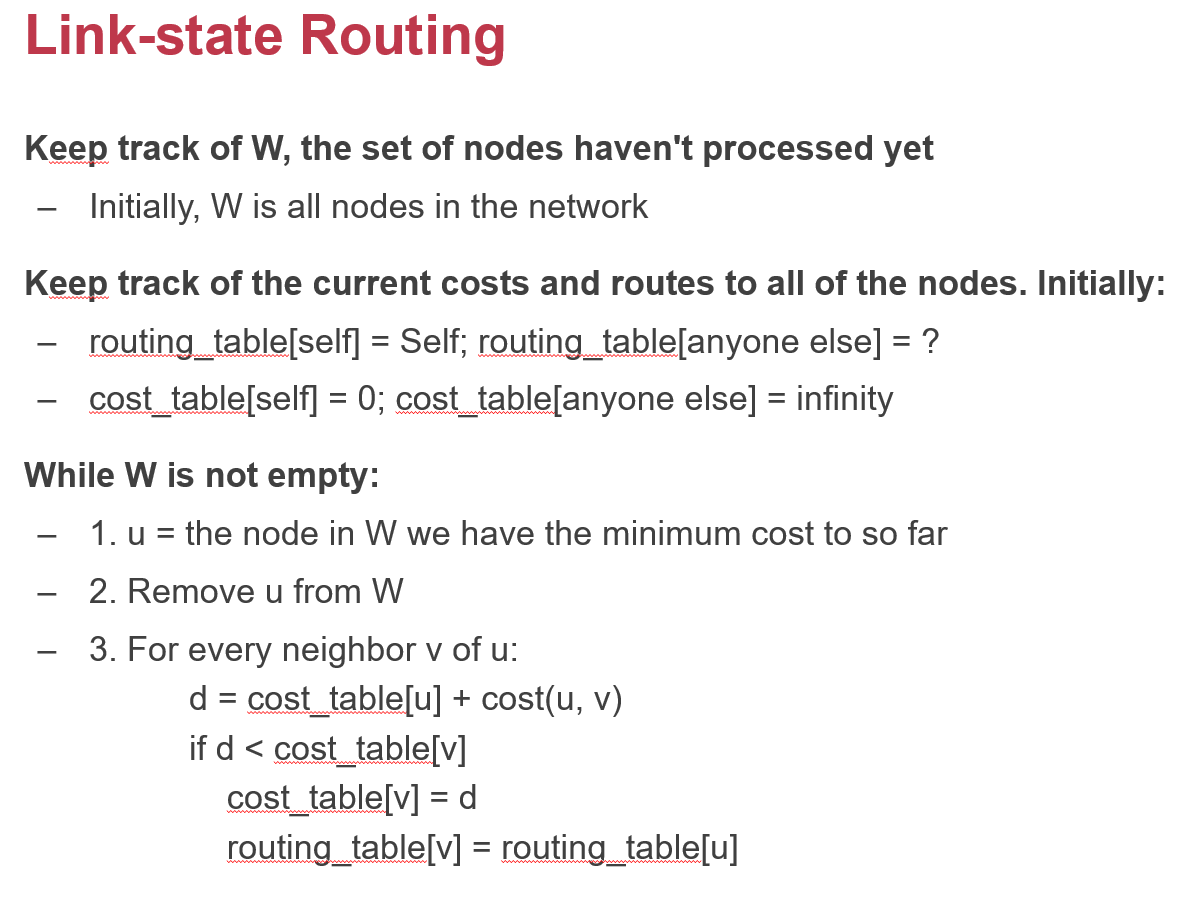 Link-state Routing
Keep track of W, the set of nodes haven't processed yet
– Initially, W is all nodes in the network
Keep track of the current costs and routes to all of the nodes. Initially:
– routing_table[self] = Self; routing_table[anyone else] = ?
– cost_table[self] = 0; cost_table[anyone else] = infinity
While W is not empty:
– 1. u = the node in W we have the minimum cost to so far
– 2. Remove u from W
– 3. For every neighbor v of u:
d = cost_table[u] + cost(u, v)
if d < cost_table[v]
cost_table[v] = d
routing_table[v] = routing_table[u]